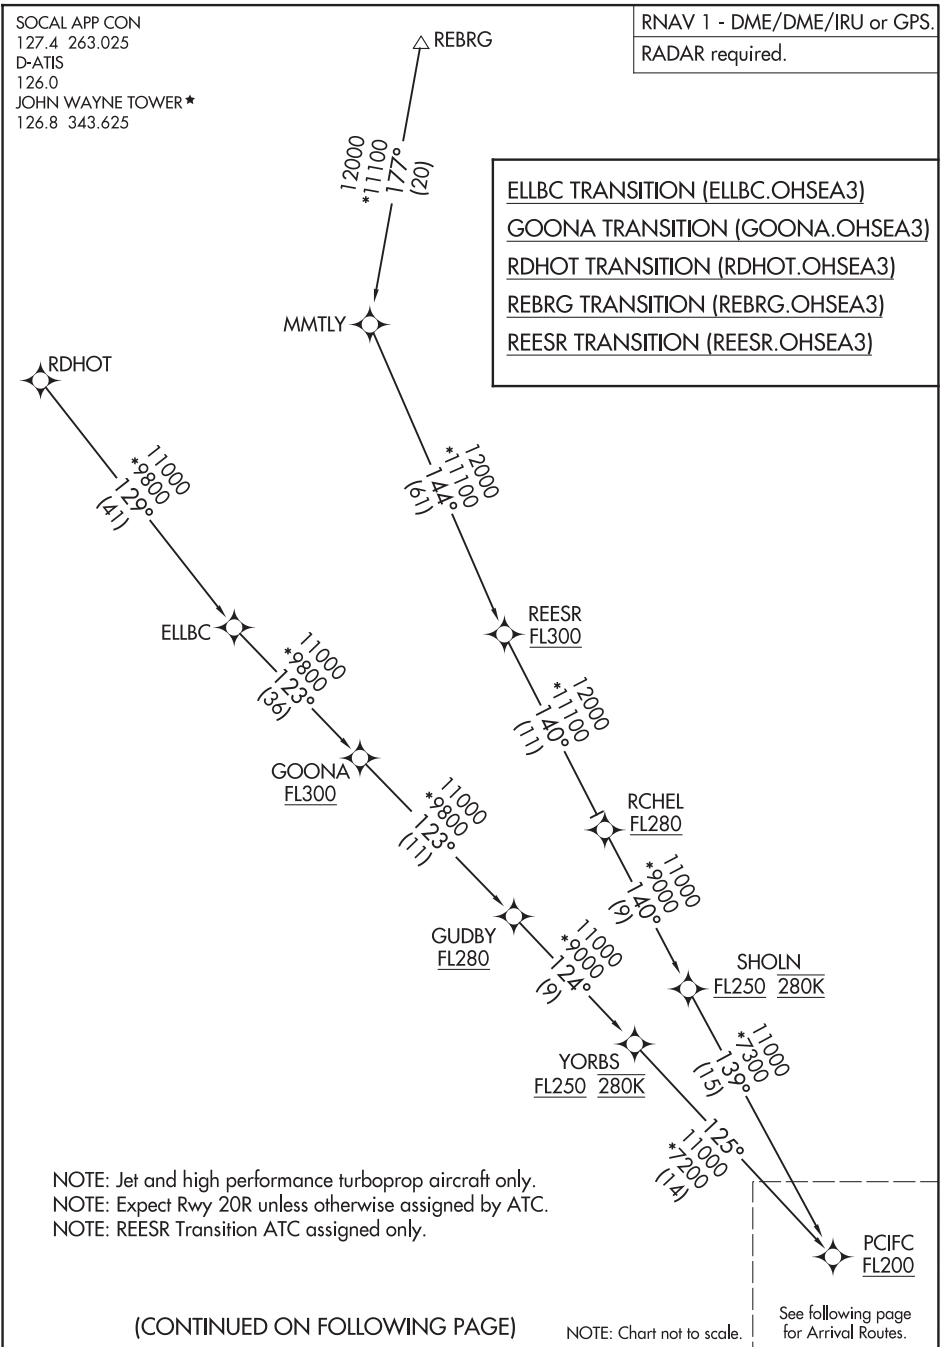 SOCAL APP CON
127.4 263.025
D-ATIS
126.0
JOHN WAYNE TOWER★
126.8 343.625
RNAV 1 - DME/DME/IRU or GPS.
RADAR required.
REBRG
12000
*11100
177°
(20)
ELLBC TRANSITION (ELLBC.OHSEA3)
GOONA TRANSITION (GOONA.OHSEA3)
RDHOT TRANSITION (RDHOT.OHSEA3)
REBRG TRANSITION (REBRG.OHSEA3)
REESR TRANSITION (REESR.OHSEA3)
MMTLY
RDHOT
12000
*11100
144°
(61)
11000
*9800
129°
(41)
ELLBC
REESR
FL300
11000
*9800
123°
(36)
12000
*11100
140°
(11)
GOONA
FL300
RCHEL
FL280
11000
*9800
123°
(11)
11000
*9000
140°
(9)
GUDBY
FL280
11000
*9000
124°
(9)
SHOLN
FL250 280K
YORBS
FL250 280K
11000
*7300
139°
(15)
125°
11000
*7200
(14)
NOTE: Jet and high performance turboprop aircraft only.
NOTE: Expect Rwy 20R unless otherwise assigned by ATC.
NOTE: REESR Transition ATC assigned only.
PCIFC
FL200
(CONTINUED ON FOLLOWING PAGE)
NOTE: Chart not to scale.
See following page
for Arrival Routes.